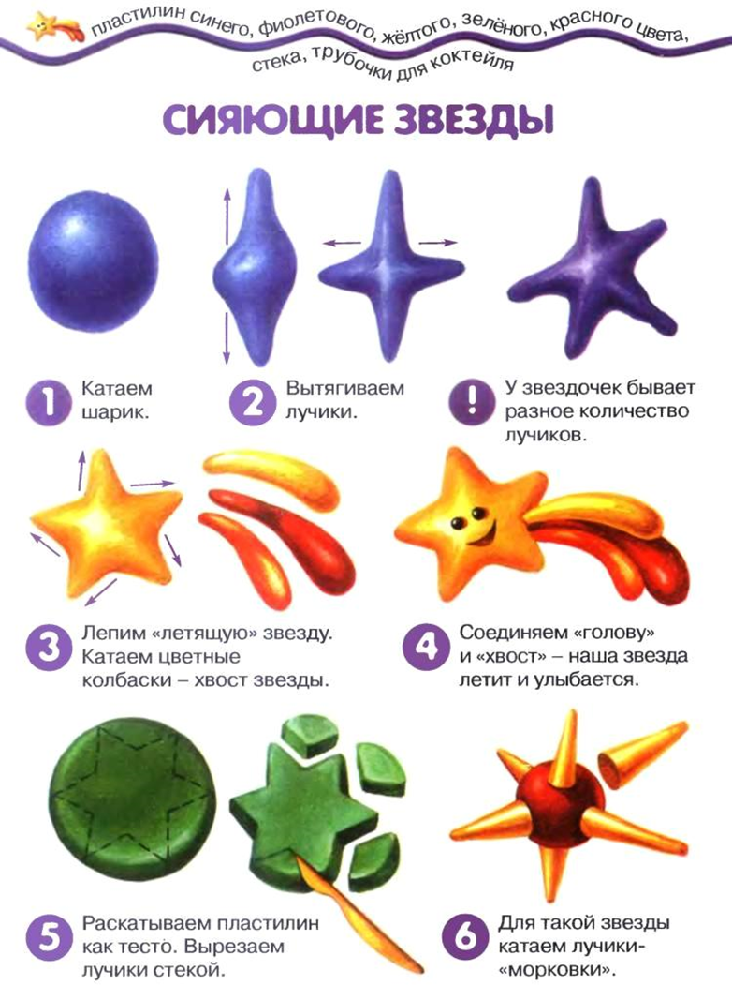 пластилин синего, фиолетового, жёлтого, зелёного, красного цвета,
стека, трубочки для коктейля
СИЯЮЩИЕ ЗВЕЗДЫ
1 Катаем
шарик.
2 Вытягиваем
лучики.
! У звездочек бывает
разное количество
лучиков.
3 Лепим «летящую» звезду.
Катаем цветные
колбаски – хвост звезды.
4 Соединяем «голову»
и «хвост» – наша звезда
летит и улыбается.
5 Раскатываем пластилин
как тесто. Вырезаем
лучики стекой.
6 Для такой звезды
катаем лучики-
«морковки».